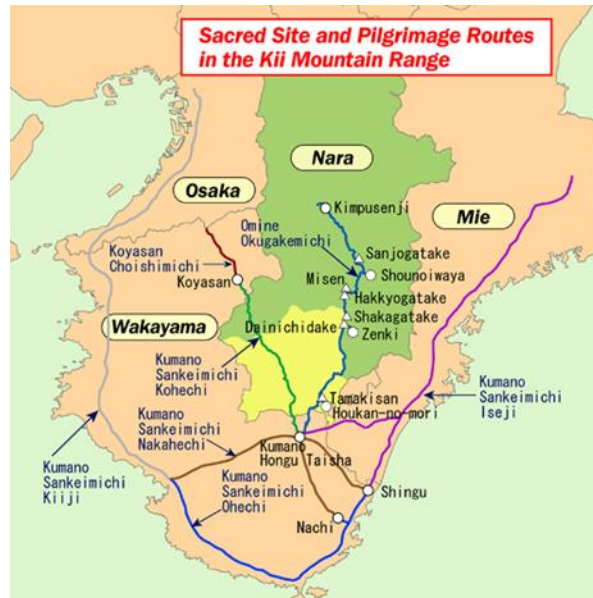 Sacred Site and Pilgrimage Routes
in the Kii Mountain Range
Nara
Osaka
Kimpusenji
Mie
Omine
Okugakemichi
Koyasan
Choishimichi
Sanjogatake
Shounoiwaya
Koyasan
Misen
Hakkyogatake
Shakagatake
Wakayama
Dainichidake
Zenki
Kumano
Sankeimichi
Kohechi
Kumano
Sankeimichi
Iseji
Tamakisan
Houkan-no-mori
Kumano
Sankeimichi
Nakahechi
Kumano
Hongu Taisha
Kumano
Sankeimichi
Kiiji
Kumano
Sankeimichi
Ohechi
Shingu
Nachi